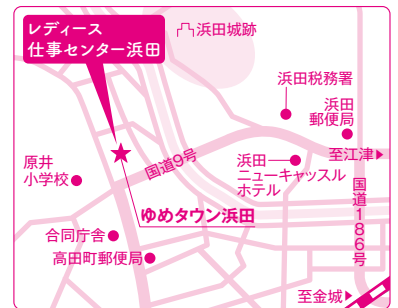 レディース
仕事センター浜田
浜田城跡
浜田税務署
浜田
郵便局
至江津
国道9号
浜田
ニューキャッスル
ホテル
原井
小学校
ゆめタウン浜田
国道186号
合同庁舎
高田町郵便局
至金城